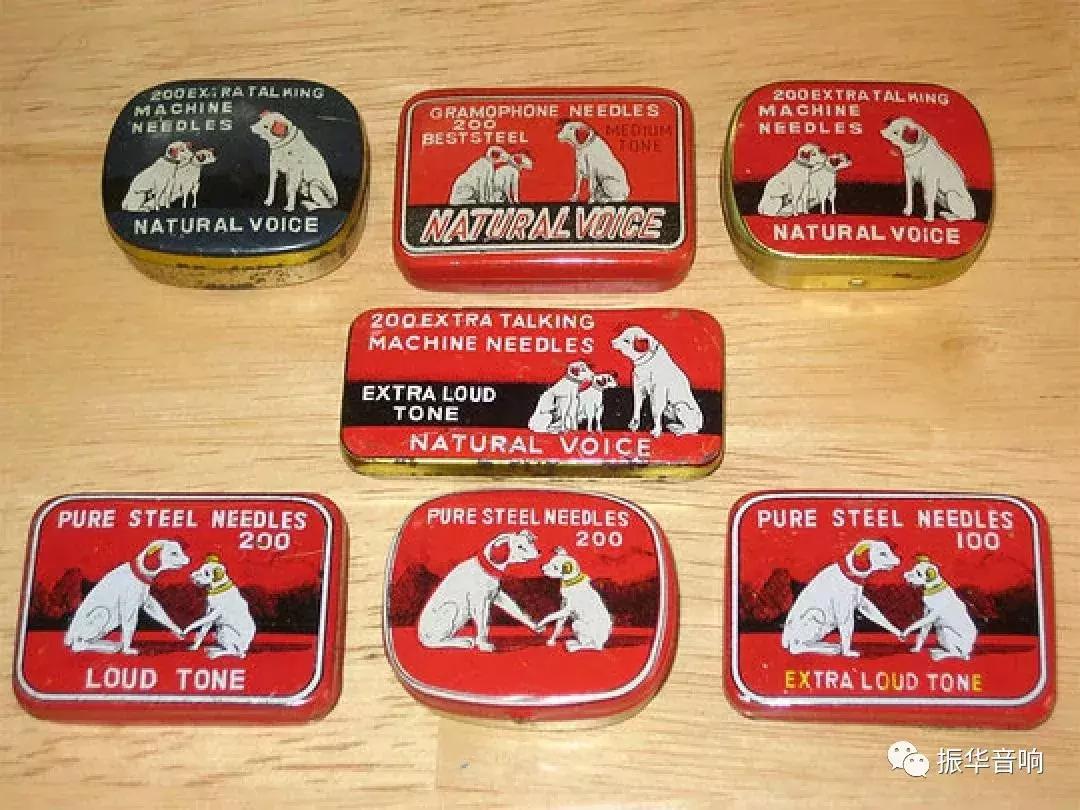 200 EXTRA TALKING
MACHINE
NEEDLES
NATURAL VOICE
GRAMOPHONE NEEDLES
200
BEST STEEL
MEDIUM
TONE
NATURAL VOICE
200 EXTRA TALKING
MACHINE
NEEDLES
NATURAL VOICE
200 EXTRA TALKING
MACHINE NEEDLES
EXTRA LOUD
TONE
NATURAL VOICE
PURE STEEL NEEDLES
200
LOUD TONE
PURE STEEL NEEDLES
200
PURE STEEL NEEDLES
100
EXTRA LOUD TONE
振华音响